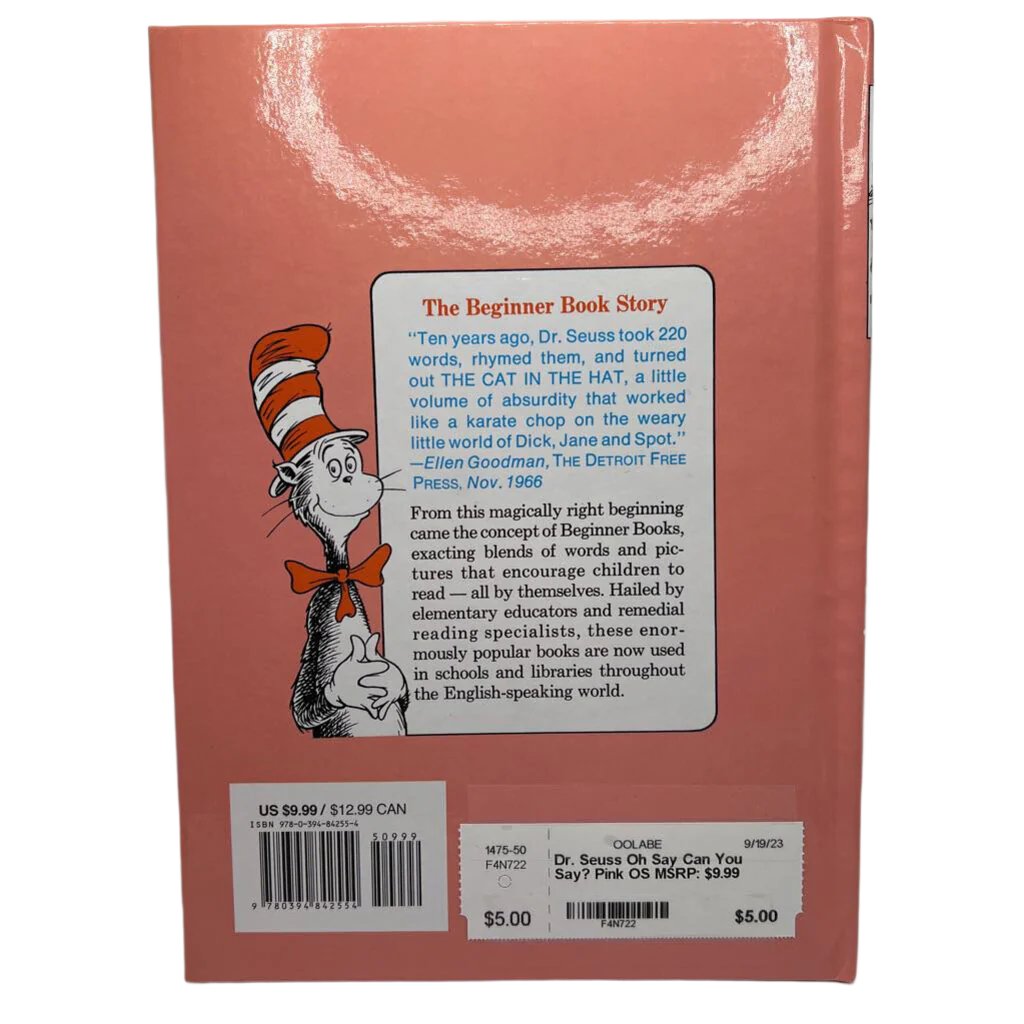 The Beginner Book Story
“Ten years ago, Dr. Seuss took 220
words, rhymed them, and turned
out THE CAT IN THE HAT, a little
volume of absurdity that worked
like a karate chop on the weary
little world of Dick, Jane and Spot.”
—Ellen Goodman, THE DETROIT FREE
PRESS, Nov. 1966
From this magically right beginning
came the concept of Beginner Books,
exacting blends of words and pic-
tures that encourage children to
read — all by themselves. Hailed by
elementary educators and remedial
reading specialists, these enor-
mously popular books are now used
in schools and libraries throughout
the English-speaking world.
US $9.99 / $12.99 CAN
ISBN 978-0-394-84255-4
50999
9 780394 842554
1475-50
F4N722
$5.00
OOLABE 9/19/23
Dr. Seuss Oh Say Can You
Say? Pink OS MSRP: $9.99
F4N722
$5.00